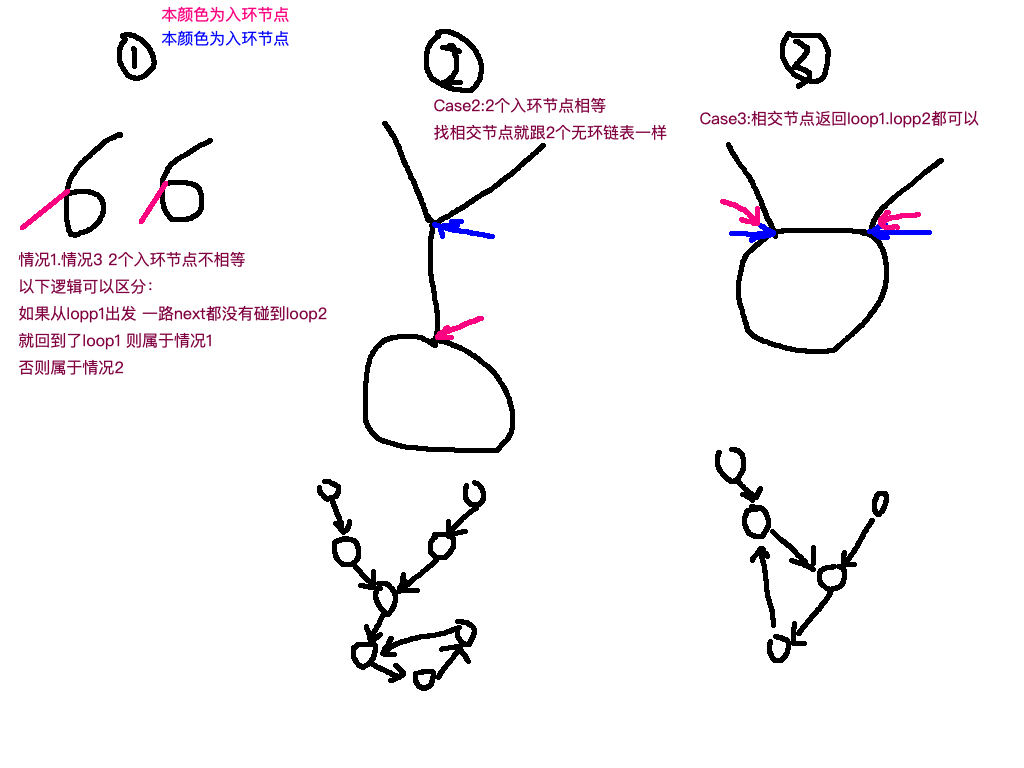 本颜色为入环节点
本颜色为入环节点
1
2
3
Case2:2个入环节点相等
找相交节点就跟2个无环链表一样
Case3:相交节点返回loop1.lopp2都可以
情况1.情况3 2个入环节点不相等
以下逻辑可以区分:
如果从lopp1出发 一路next都没有碰到loop2
就回到了loop1 则属于情况1
否则属于情况2